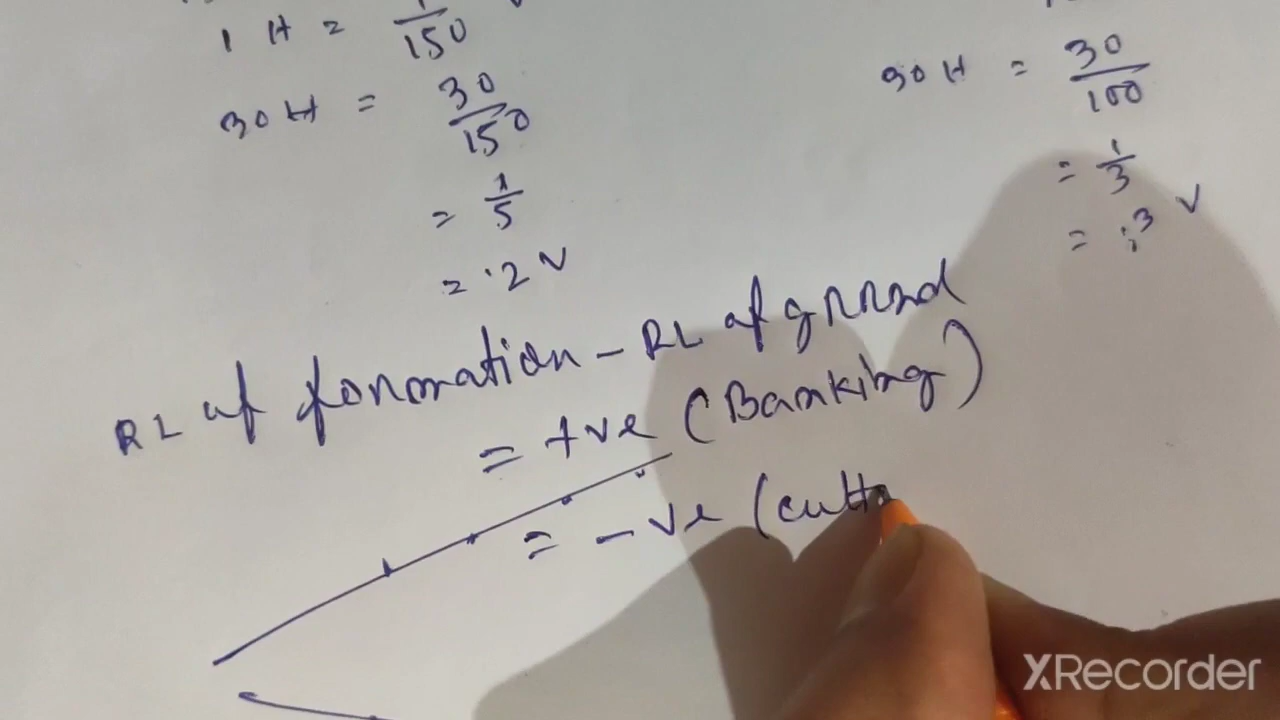 1 H = 1/150 V
30 H = 30/150
= 1/5
= .2 V
30 H = 30/100
= 1/3
= .3 V
RL of formation - RL of ground
= +ve (Banking)
= -ve (cutt
XRecorder